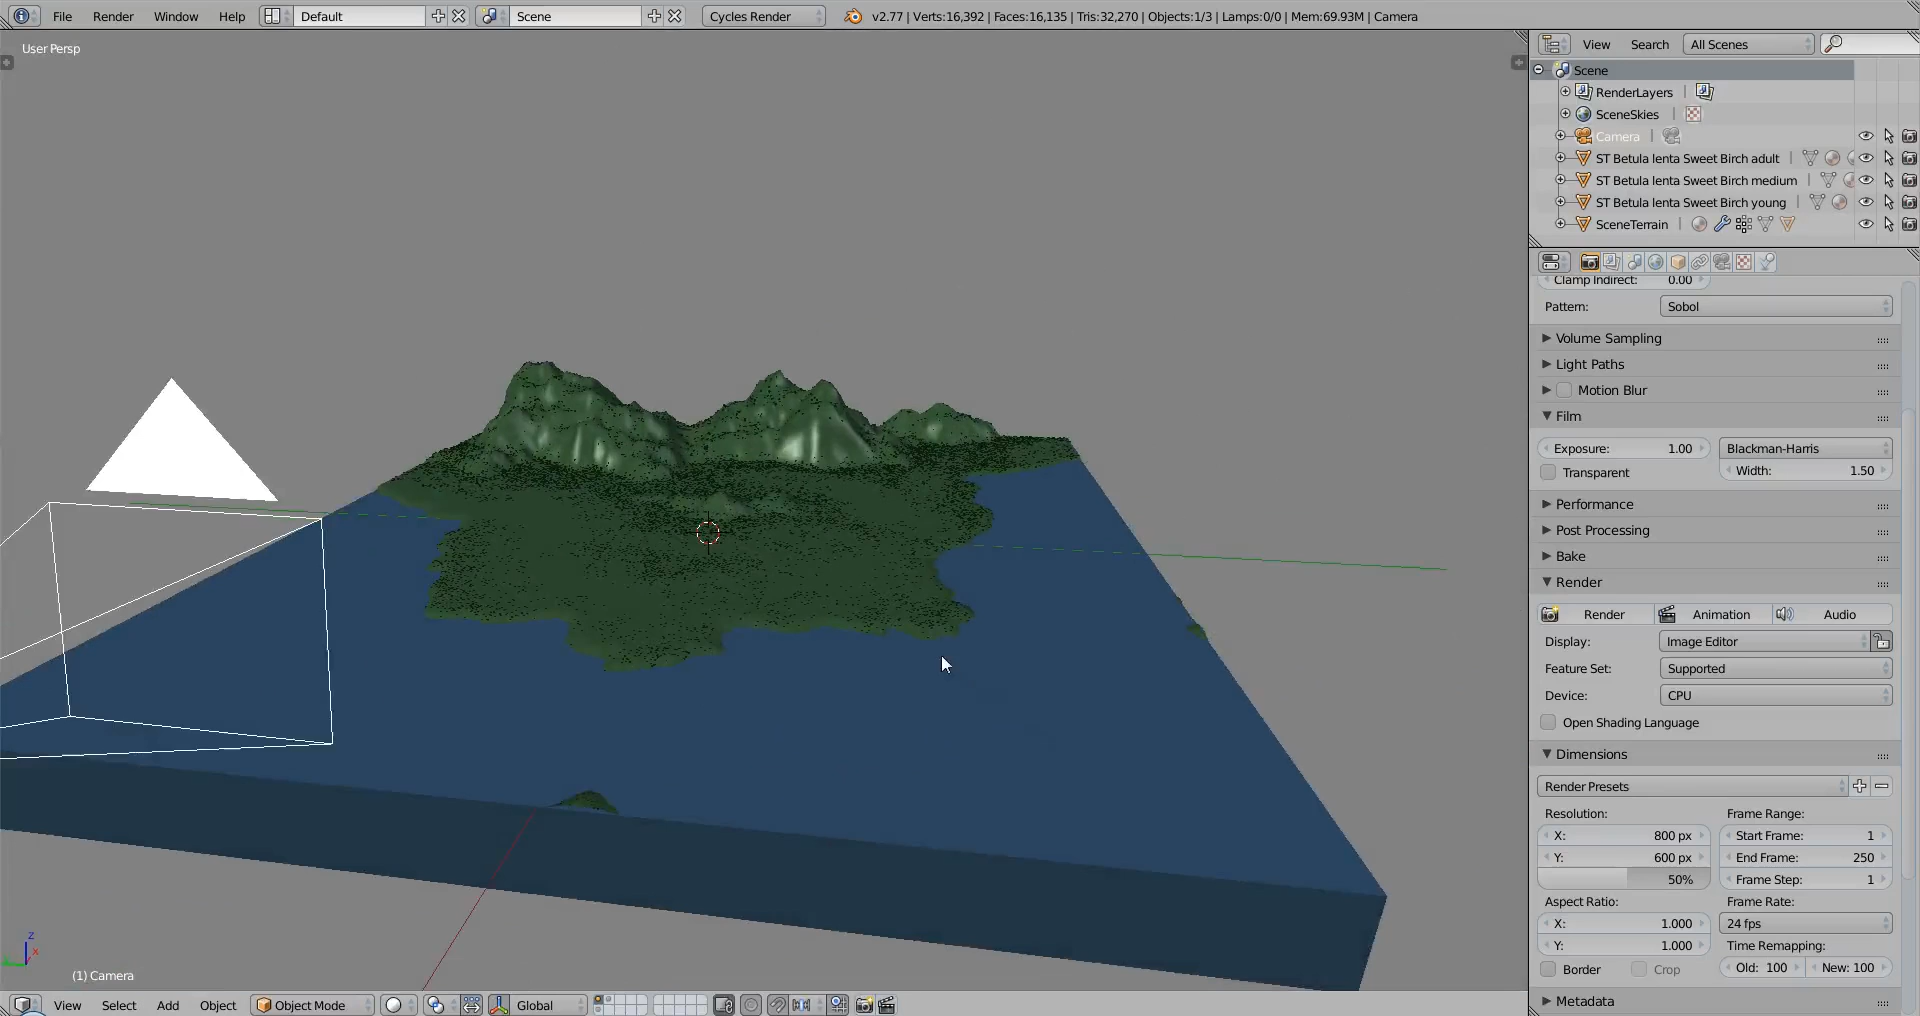 File Render Window Help Default Scene Cycles Render v2.77 | Verts:16,392 | Faces:16,135 | Tris:32,270 | Objects:1/3 | Lamps:0/0 | Mem:69.93M | Camera
User Persp
View Search All Scenes
Scene
RenderLayers |
SceneSkies |
Camera |
ST Betula lenta Sweet Birch adult |
ST Betula lenta Sweet Birch medium |
ST Betula lenta Sweet Birch young |
SceneTerrain |
Clamp Indirect: 0.00
Pattern: Sobol
Volume Sampling
Light Paths
Motion Blur
Film
Exposure: 1.00 Blackman-Harris
Transparent Width: 1.50
Performance
Post Processing
Bake
Render
Render Animation Audio
Display: Image Editor
Feature Set: Supported
Device: CPU
Open Shading Language
Dimensions
Render Presets
Resolution: Frame Range:
X: 800 px Start Frame: 1
Y: 600 px End Frame: 250
50% Frame Step: 1
Aspect Ratio: Frame Rate:
X: 1.000 24 fps
Y: 1.000 Time Remapping:
Border Crop Old: 100 New: 100
Metadata
z
x
(1) Camera
View Select Add Object Object Mode Global